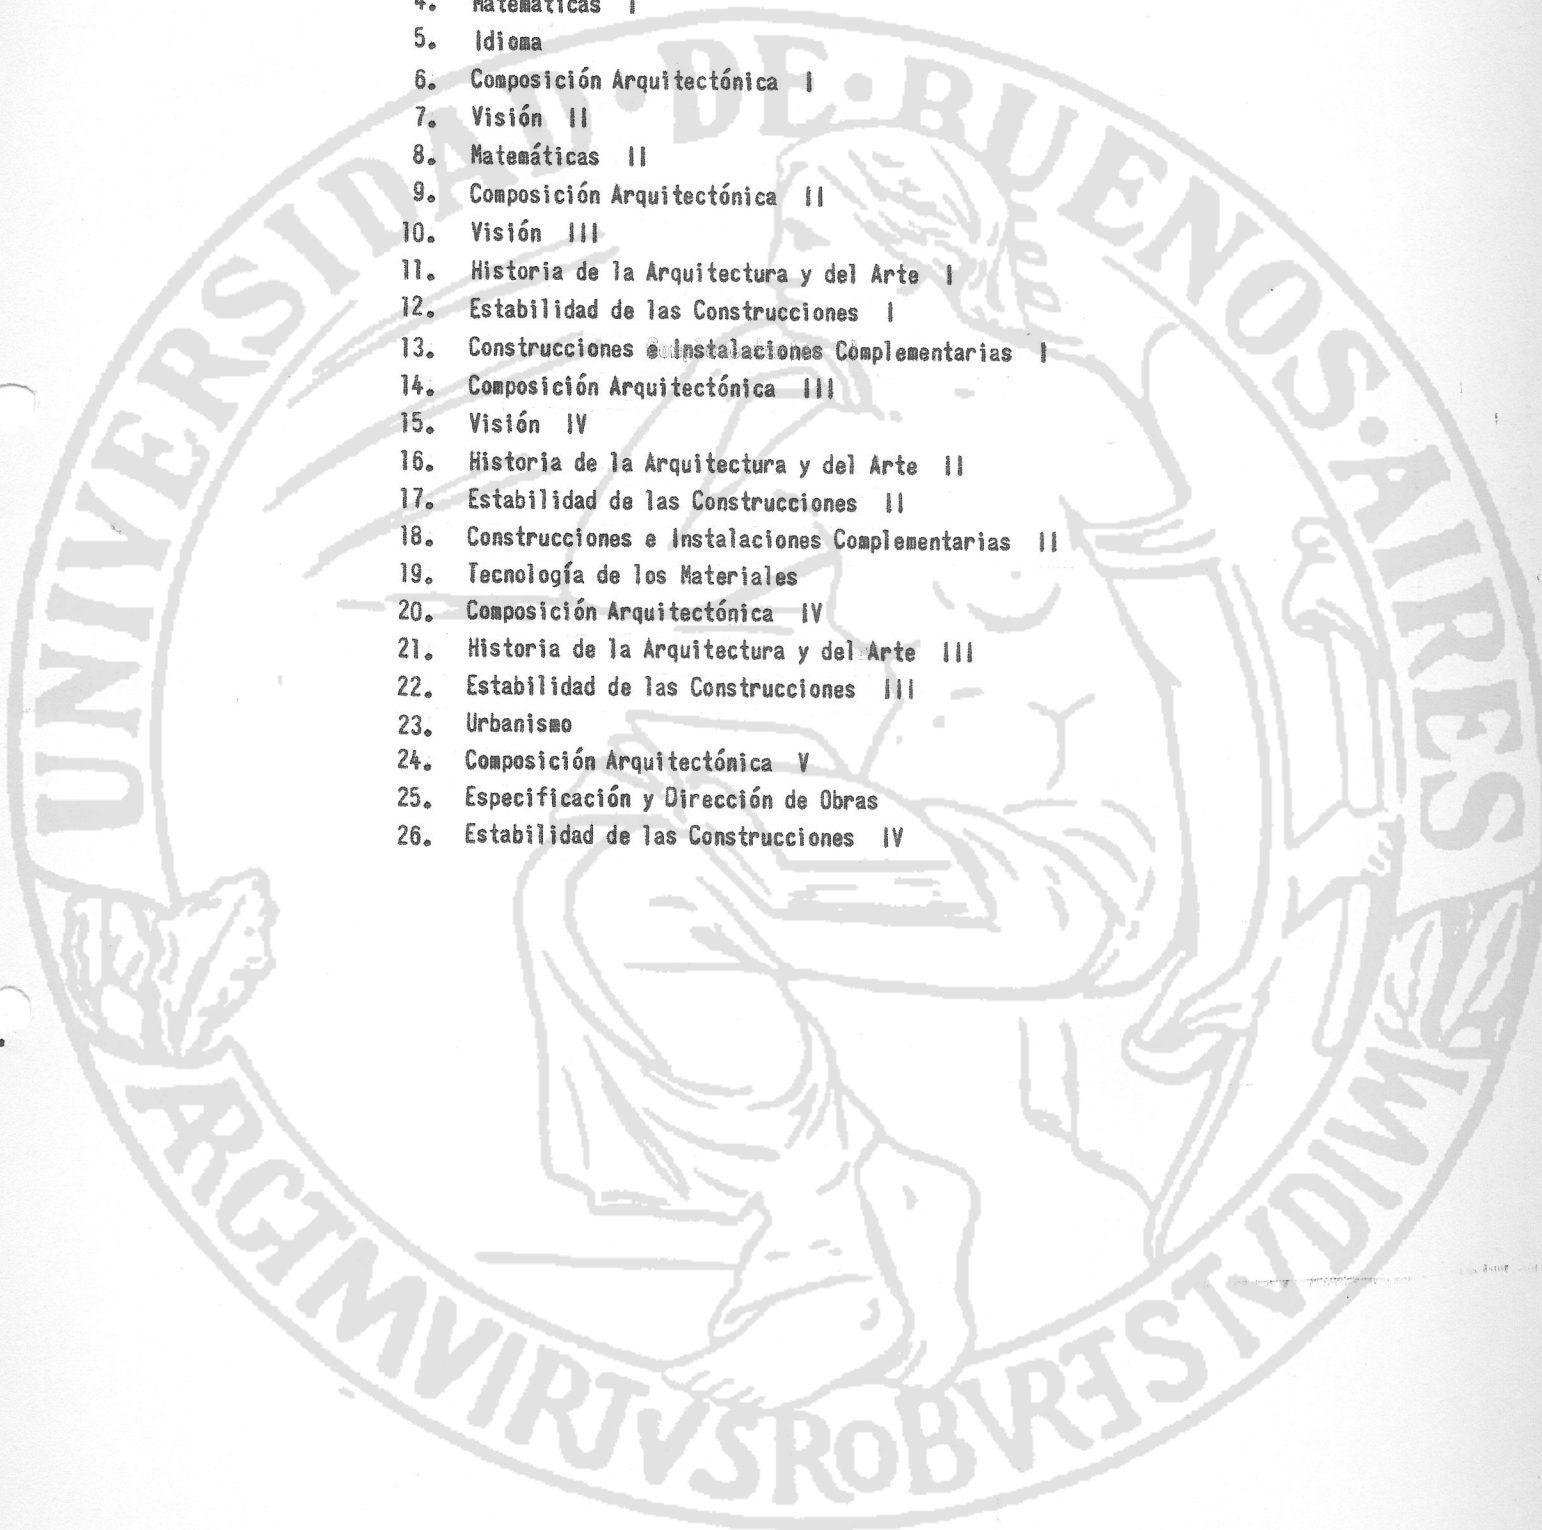 4. Matemáticas I
5. Idioma
6. Composición Arquitectónica I
7. Visión II
8. Matemáticas II
9. Composición Arquitectónica II
10. Visión III
11. Historia de la Arquitectura y del Arte I
12. Estabilidad de las Construcciones I
13. Construcciones e Instalaciones Complementarias I
14. Composición Arquitectónica III
15. Visión IV
16. Historia de la Arquitectura y del Arte II
17. Estabilidad de las Construcciones II
18. Construcciones e Instalaciones Complementarias II
19. Tecnología de los Materiales
20. Composición Arquitectónica IV
21. Historia de la Arquitectura y del Arte III
22. Estabilidad de las Construcciones III
23. Urbanismo
24. Composición Arquitectónica V
25. Especificación y Dirección de Obras
26. Estabilidad de las Construcciones IV
UNIVERSIDAD·DE·BUENOS·AIRES
ARGTMVIRTVSROBVRETSTVDIVM